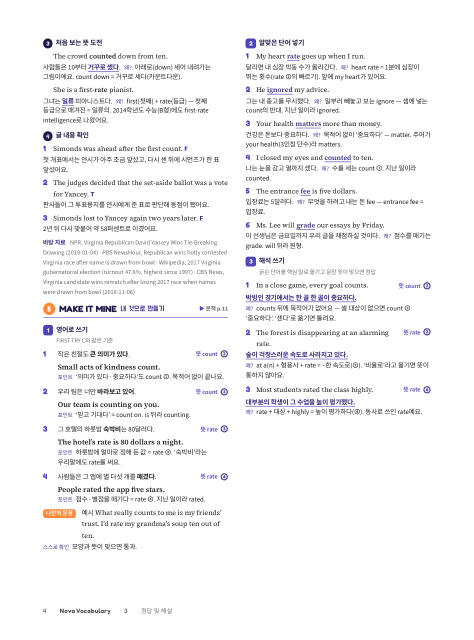 3 처음 보는 뜻 도전
The crowd counted down from ten.
사람들은 10부터 거꾸로 셌다. 왜? 아래로(down) 세어 내려가는
그림이에요. count down = 거꾸로 세다(카운트다운).
She is a first-rate pianist.
그녀는 일류 피아니스트다. 왜? first(첫째) + rate(등급) — 첫째
등급으로 매겨진 = 일류의. 2014학년도 수능(B형)에도 first-rate
intelligence로 나왔어요.
4 글 내용 확인
1 Simonds was ahead after the first count. F
첫 개표에서는 얀시가 아주 조금 앞섰고, 다시 센 뒤에 시먼즈가 한 표
앞섰어요.
2 The judges decided that the set-aside ballot was a vote
for Yancey. T
판사들이 그 투표용지를 얀시에게 준 표로 판단해 동점이 됐어요.
3 Simonds lost to Yancey again two years later. F
2년 뒤 다시 맞붙어 약 58퍼센트로 이겼어요.
바탕 자료 NPR, Virginia Republican David Yancey Wins Tie-Breaking
Drawing (2018-01-04) · PBS NewsHour, Republican wins hotly contested
Virginia race after name is drawn from bowl · Wikipedia, 2017 Virginia
gubernatorial election (turnout 47.6%, highest since 1997) · CBS News,
Virginia candidate wins rematch after losing 2017 race when names
were drawn from bowl (2019-11-06)
5 MAKE IT MINE 내 것으로 만들기 ▶ 본책 p.11
1 영어로 쓰기
FIRST TRY C와 같은 기준
1 작은 친절도 큰 의미가 있다. 뜻 count 2
Small acts of kindness count.
포인트 ‘의미가 있다 · 중요하다’도 count ②. 목적어 없이 끝나요.
2 우리 팀은 너만 바라보고 있어. 뜻 count 3
Our team is counting on you.
포인트 ‘믿고 기대다’ = count on. is 뒤라 counting.
3 그 호텔의 하룻밤 숙박비는 80달러다. 뜻 rate 3
The hotel's rate is 80 dollars a night.
포인트 하룻밤에 얼마로 정해 둔 값 = rate ③. ‘숙박비’라는
우리말에도 rate를 써요.
4 사람들은 그 앱에 별 다섯 개를 매겼다. 뜻 rate 4
People rated the app five stars.
포인트 점수 · 별점을 매기다 = rate ④. 지난 일이라 rated.
나만의 문장 예시 What really counts to me is my friends'
trust. I'd rate my grandma's soup ten out of
ten.
스스로 확인 모양과 뜻이 맞으면 통과.
2 알맞은 단어 넣기
1 My heart rate goes up when I run.
달리면 내 심장 박동 수가 올라간다. 왜? heart rate = 1분에 심장이
뛰는 횟수(rate ②의 빠르기). 앞에 my heart가 있어요.
2 He ignored my advice.
그는 내 충고를 무시했다. 왜? 일부러 빼놓고 보는 ignore — 셈에 넣는
count의 반대. 지난 일이라 ignored.
3 Your health matters more than money.
건강은 돈보다 중요하다. 왜? 목적어 없이 ‘중요하다’ — matter. 주어가
your health(3인칭 단수)라 matters.
4 I closed my eyes and counted to ten.
나는 눈을 감고 열까지 셌다. 왜? 수를 세는 count ①. 지난 일이라
counted.
5 The entrance fee is five dollars.
입장료는 5달러다. 왜? 무엇을 하려고 내는 돈 fee — entrance fee =
입장료.
6 Ms. Lee will grade our essays by Friday.
이 선생님은 금요일까지 우리 글을 채점하실 것이다. 왜? 점수를 매기는
grade. will 뒤라 원형.
3 해석 쓰기
굵은 단어를 핵심 말로 옮기고 문장 뜻이 맞으면 정답
1 In a close game, every goal counts. 뜻 count 2
박빙인 경기에서는 한 골 한 골이 중요하다.
왜? counts 뒤에 목적어가 없어요 — 셀 대상이 없으면 count ②
‘중요하다’. ‘센다’로 옮기면 틀려요.
2 The forest is disappearing at an alarming 뜻 rate 2
rate.
숲이 걱정스러운 속도로 사라지고 있다.
왜? at a(n) + 형용사 + rate = ~한 속도로(②). ‘비율로’라고 옮기면 뜻이
통하지 않아요.
3 Most students rated the class highly. 뜻 rate 4
대부분의 학생이 그 수업을 높이 평가했다.
왜? rate + 대상 + highly = 높이 평가하다(④). 동사로 쓰인 rate예요.
4 Nova Vocabulary 3 정답 및 해설